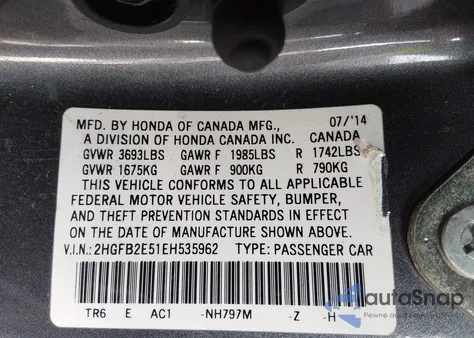 07/'14
MFD. BY HONDA OF CANADA MFG.,
A DIVISION OF HONDA CANADA INC. CANADA
GVWR 3693LBS GAWR F 1985LBS R 1742LBS
GVWR 1675KG GAWR F 900KG R 790KG
THIS VEHICLE CONFORMS TO ALL APPLICABLE
FEDERAL MOTOR VEHICLE SAFETY, BUMPER,
AND THEFT PREVENTION STANDARDS IN EFFECT
ON THE DATE OF MANUFACTURE SHOWN ABOVE.
V.I.N.: 2HGFB2E51EH535962 TYPE: PASSENGER CAR
TR6 E AC1 -NH797M -Z -H
autoSnap
Pewne auto